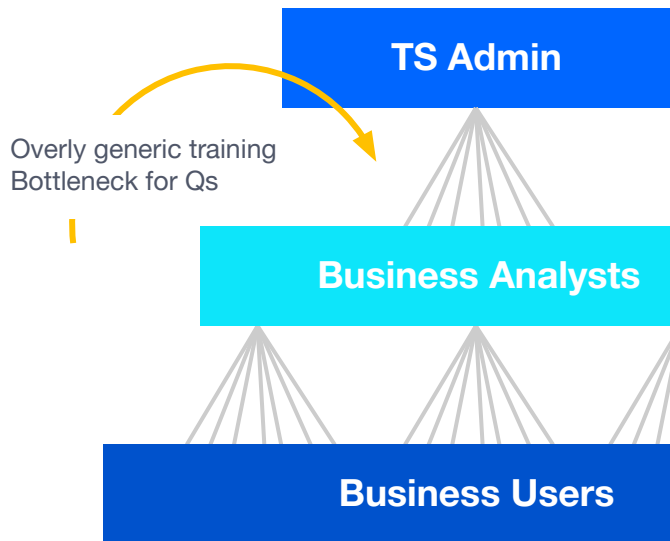 TS Admin
Overly generic training
Bottleneck for Qs
Business Analysts
Business Users